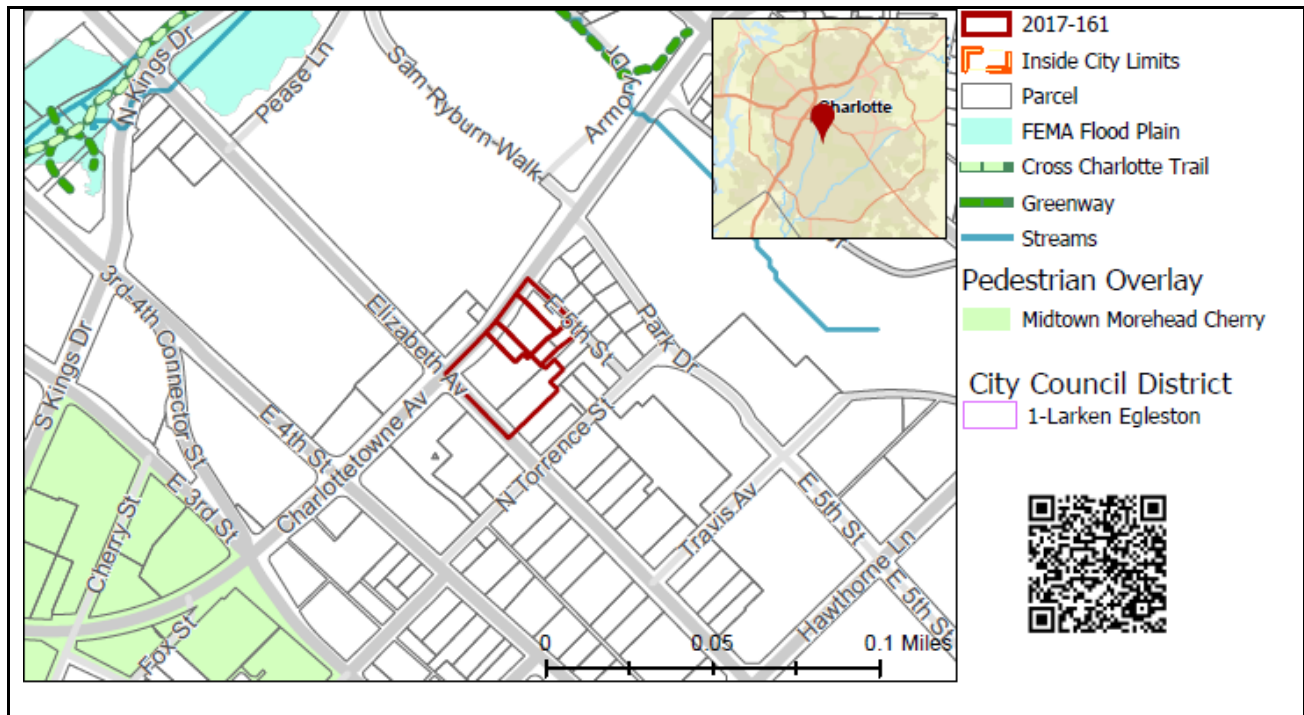 N Kings Dr
Pease Ln
Sam-Ryburn-Walk
Armory Dr
Charlotte
S Kings Dr
3rd-4th Connector St
Elizabeth Av
E 5th St
Park Dr
E 4th St
Charlottetowne Av
N Torrence St
E 3rd St
Cherry St
Fox St
Travis Av
E 5th St
Hawthorne Ln
E 5th St
0 0.05 0.1 Miles
2017-161
Inside City Limits
Parcel
FEMA Flood Plain
Cross Charlotte Trail
Greenway
Streams
Pedestrian Overlay
Midtown Morehead Cherry
City Council District
1-Larken Egleston